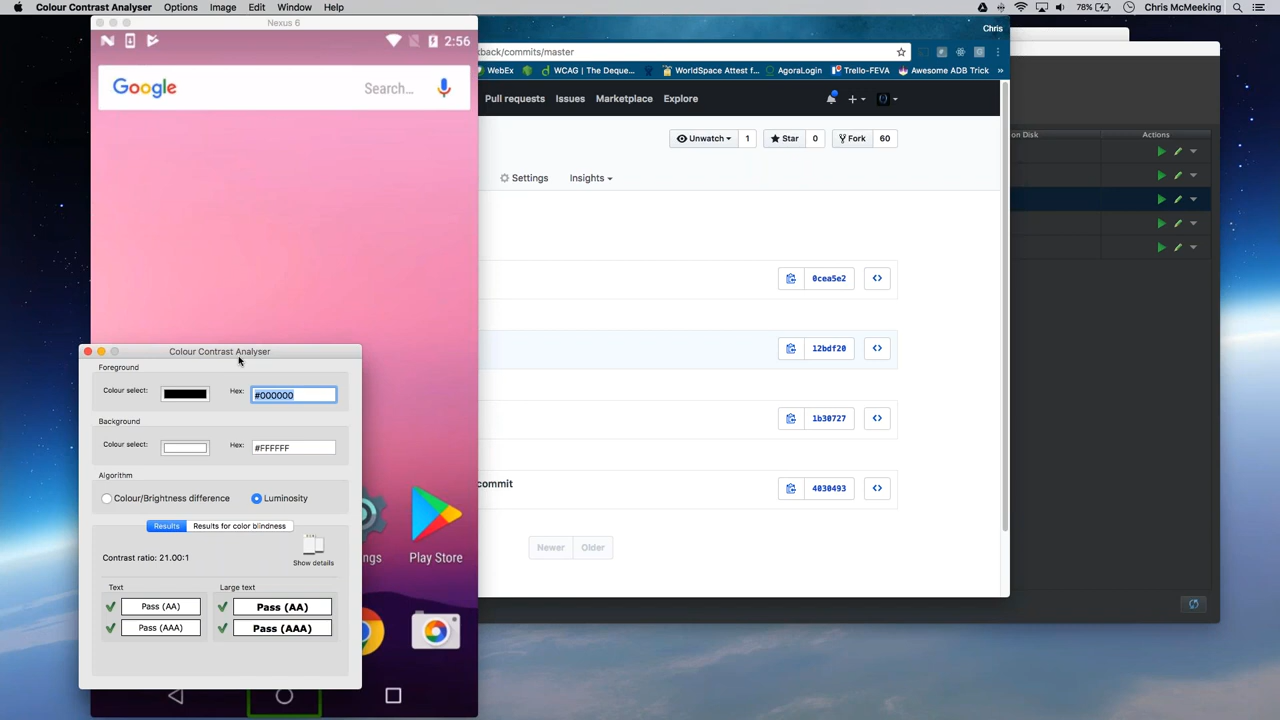 Colour Contrast Analyser Options Image Edit Window Help 78% Chris McMeeking
Nexus 6
2:56
Google Search...
Chris
kback/commits/master
WebEx WCAG | The Deque... WorldSpace Attest f... AgoraLogin Trello-FEVA Awesome ADB Trick »
Pull requests Issues Marketplace Explore
Unwatch 1 Star 0 Fork 60
Settings Insights
on Disk Actions
0cea5e2 <>
12bdf20 <>
1b30727 <>
commit 4030493 <>
Newer Older
Colour Contrast Analyser
Foreground
Colour select: Hex: #000000
Background
Colour select: Hex: #FFFFFF
Algorithm
Colour/Brightness difference Luminosity
Results Results for color blindness
Contrast ratio: 21.00:1
Show details
Text Large text
Pass (AA) Pass (AA)
Pass (AAA) Pass (AAA)
ngs Play Store